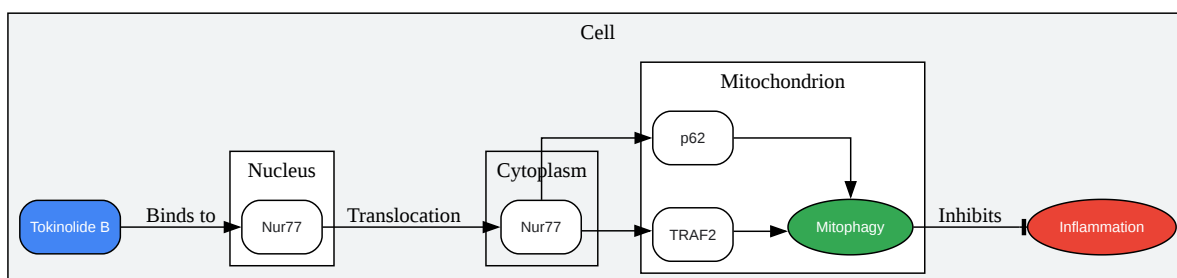 Cell
Mitochondrion
p62
Nucleus
Cytoplasm
Tokinolide B
Binds to
Nur77
Translocation
Nur77
TRAF2
Mitophagy
Inhibits
Inflammation